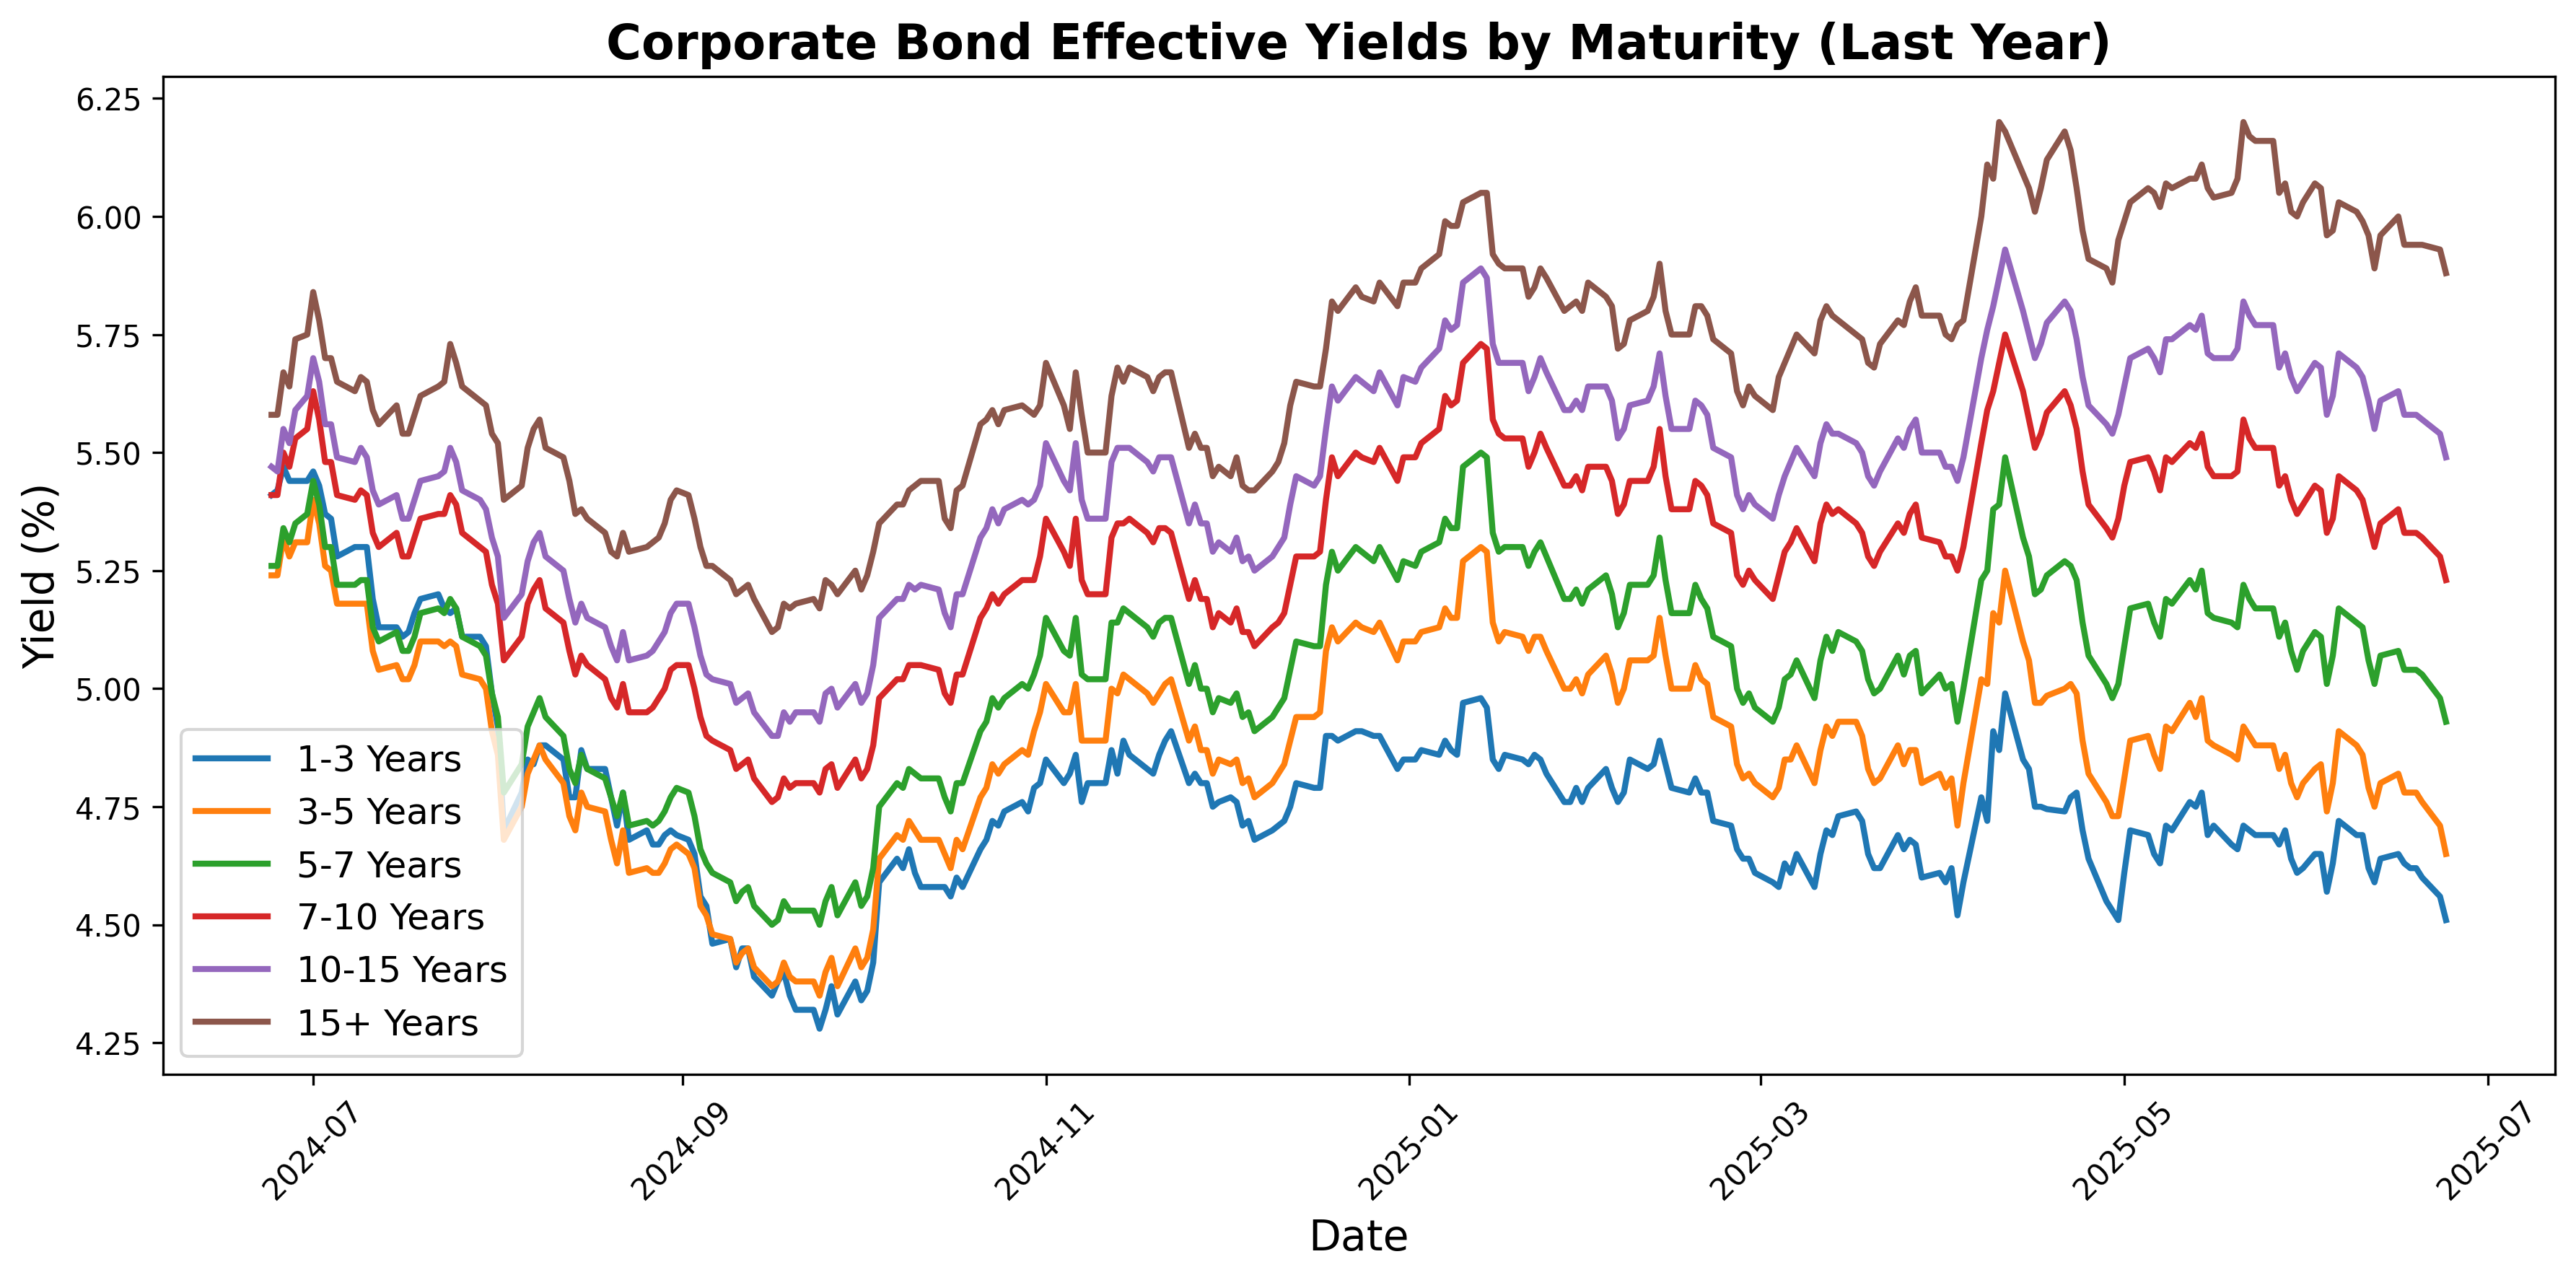 Corporate Bond Effective Yields by Maturity (Last Year)
Yield (%)
6.25
6.00
5.75
5.50
5.25
5.00
4.75
4.50
4.25
1-3 Years
3-5 Years
5-7 Years
7-10 Years
10-15 Years
15+ Years
2024-07
2024-09
2024-11
2025-01
2025-03
2025-05
2025-07
Date